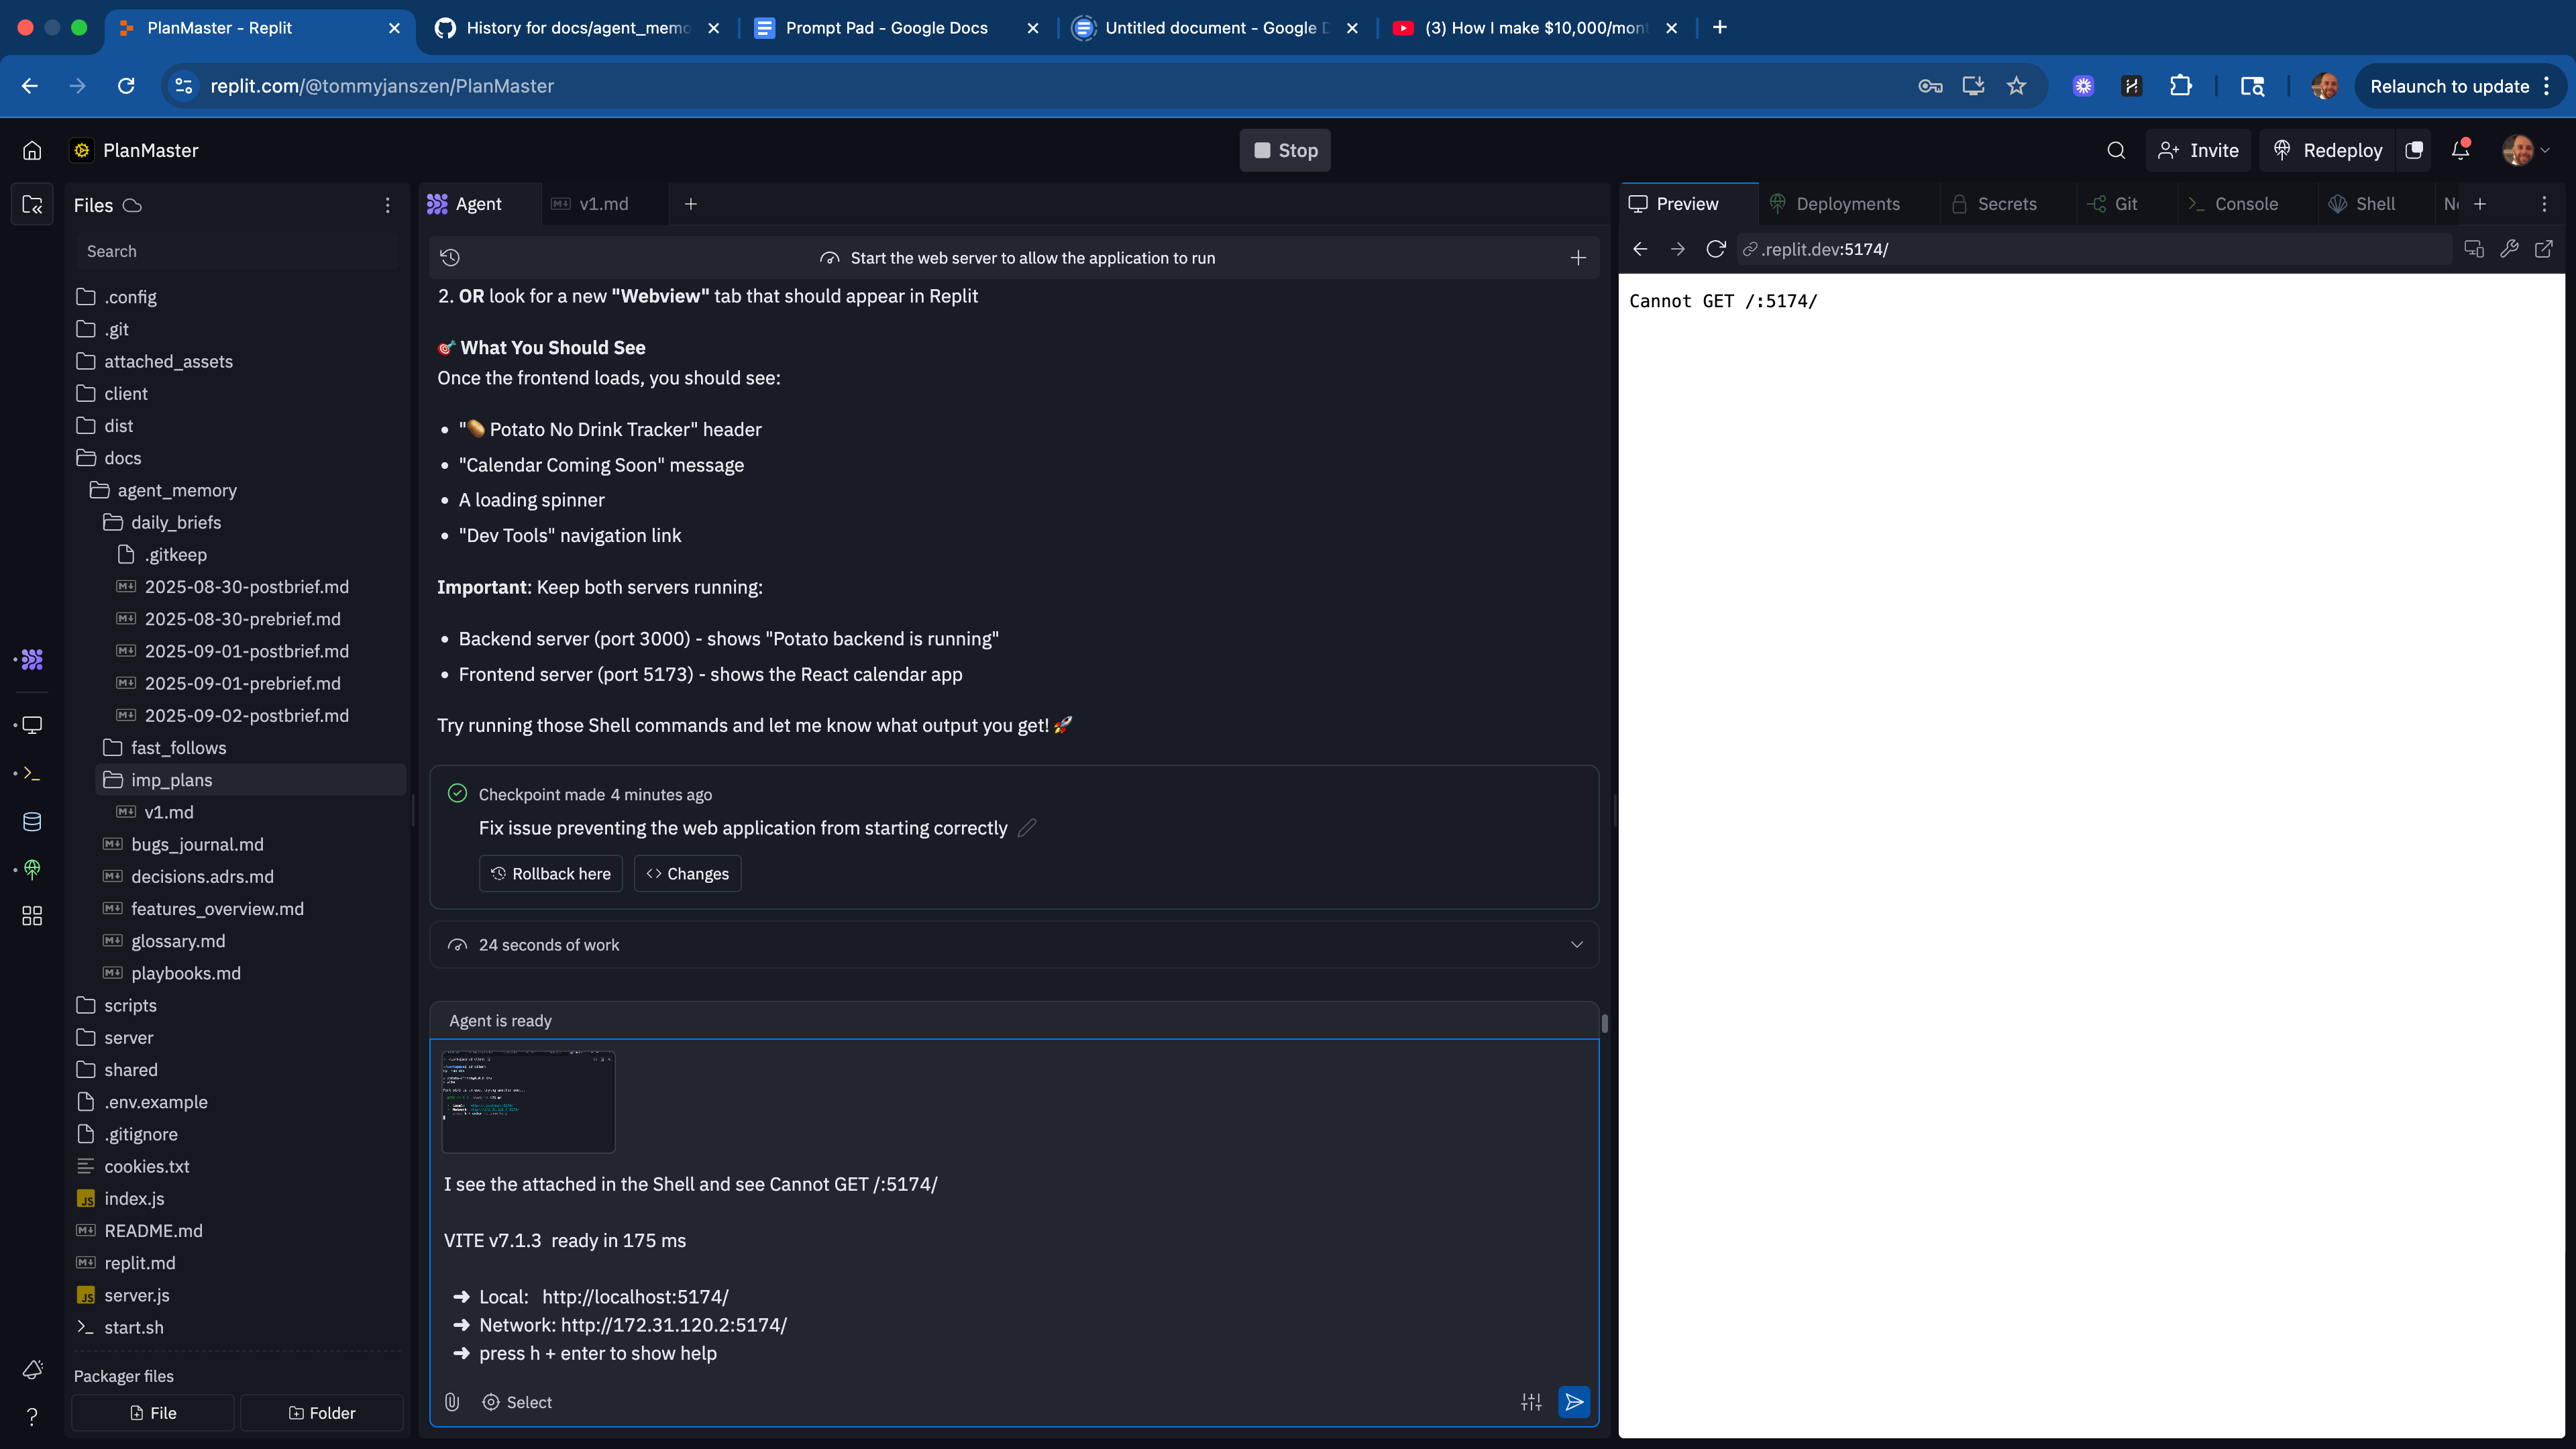 PlanMaster - Replit
History for docs/agent_memo
Prompt Pad - Google Docs
Untitled document - Google D
(3) How I make $10,000/mont
replit.com/@tommyjanszen/PlanMaster
Relaunch to update
PlanMaster
Stop
Invite
Redeploy
Files
Agent
v1.md
Preview
Deployments
Secrets
Git
Console
Shell
Search
Start the web server to allow the application to run
.replit.dev:5174/
.config
.git
attached_assets
client
dist
docs
agent_memory
daily_briefs
.gitkeep
2025-08-30-postbrief.md
2025-08-30-prebrief.md
2025-09-01-postbrief.md
2025-09-01-prebrief.md
2025-09-02-postbrief.md
fast_follows
imp_plans
v1.md
bugs_journal.md
decisions.adrs.md
features_overview.md
glossary.md
playbooks.md
scripts
server
shared
.env.example
.gitignore
cookies.txt
index.js
README.md
replit.md
server.js
start.sh
Packager files
File
Folder
2. OR look for a new "Webview" tab that should appear in Replit
🎯 What You Should See
Once the frontend loads, you should see:
• "🥔 Potato No Drink Tracker" header
• "Calendar Coming Soon" message
• A loading spinner
• "Dev Tools" navigation link
Important: Keep both servers running:
• Backend server (port 3000) - shows "Potato backend is running"
• Frontend server (port 5173) - shows the React calendar app
Try running those Shell commands and let me know what output you get! 🚀
Checkpoint made 4 minutes ago
Fix issue preventing the web application from starting correctly
Rollback here
Changes
24 seconds of work
Agent is ready
I see the attached in the Shell and see Cannot GET /:5174/
VITE v7.1.3 ready in 175 ms
➜ Local: http://localhost:5174/
➜ Network: http://172.31.120.2:5174/
➜ press h + enter to show help
Select
Cannot GET /:5174/